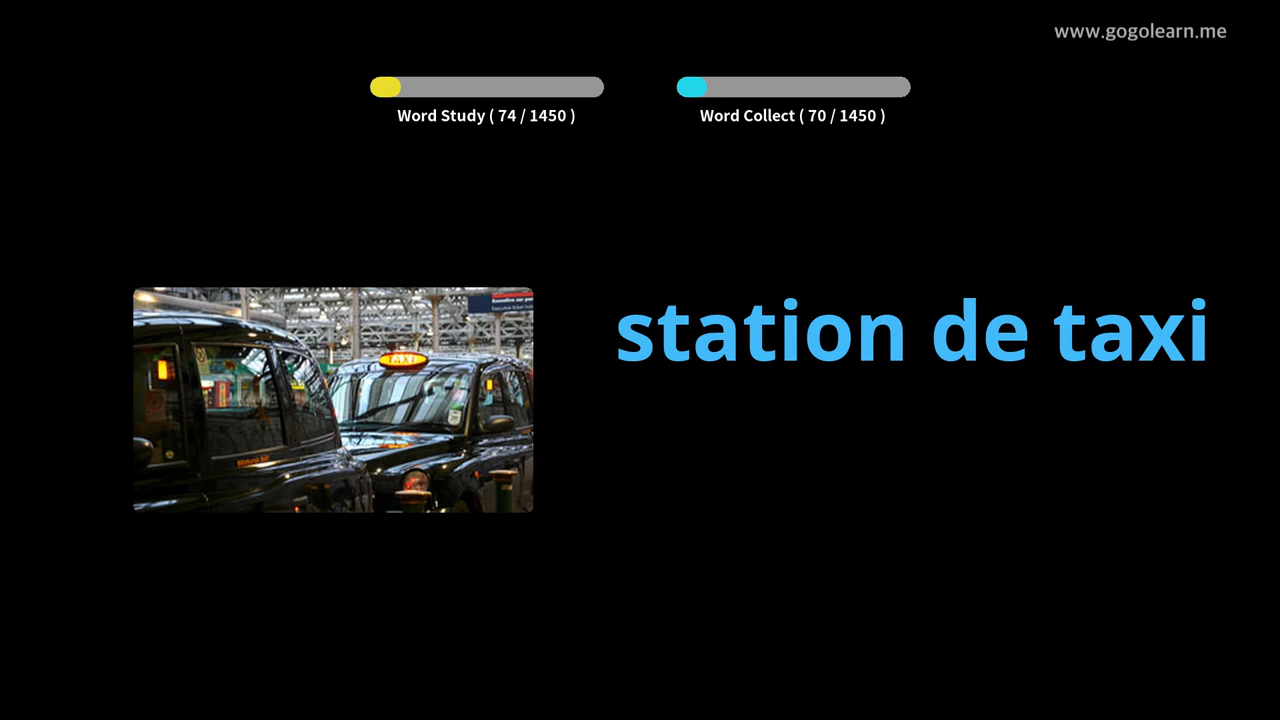 www.gogolearn.me
Word Study ( 74 / 1450 )
Word Collect ( 70 / 1450 )
station de taxi
TAXI